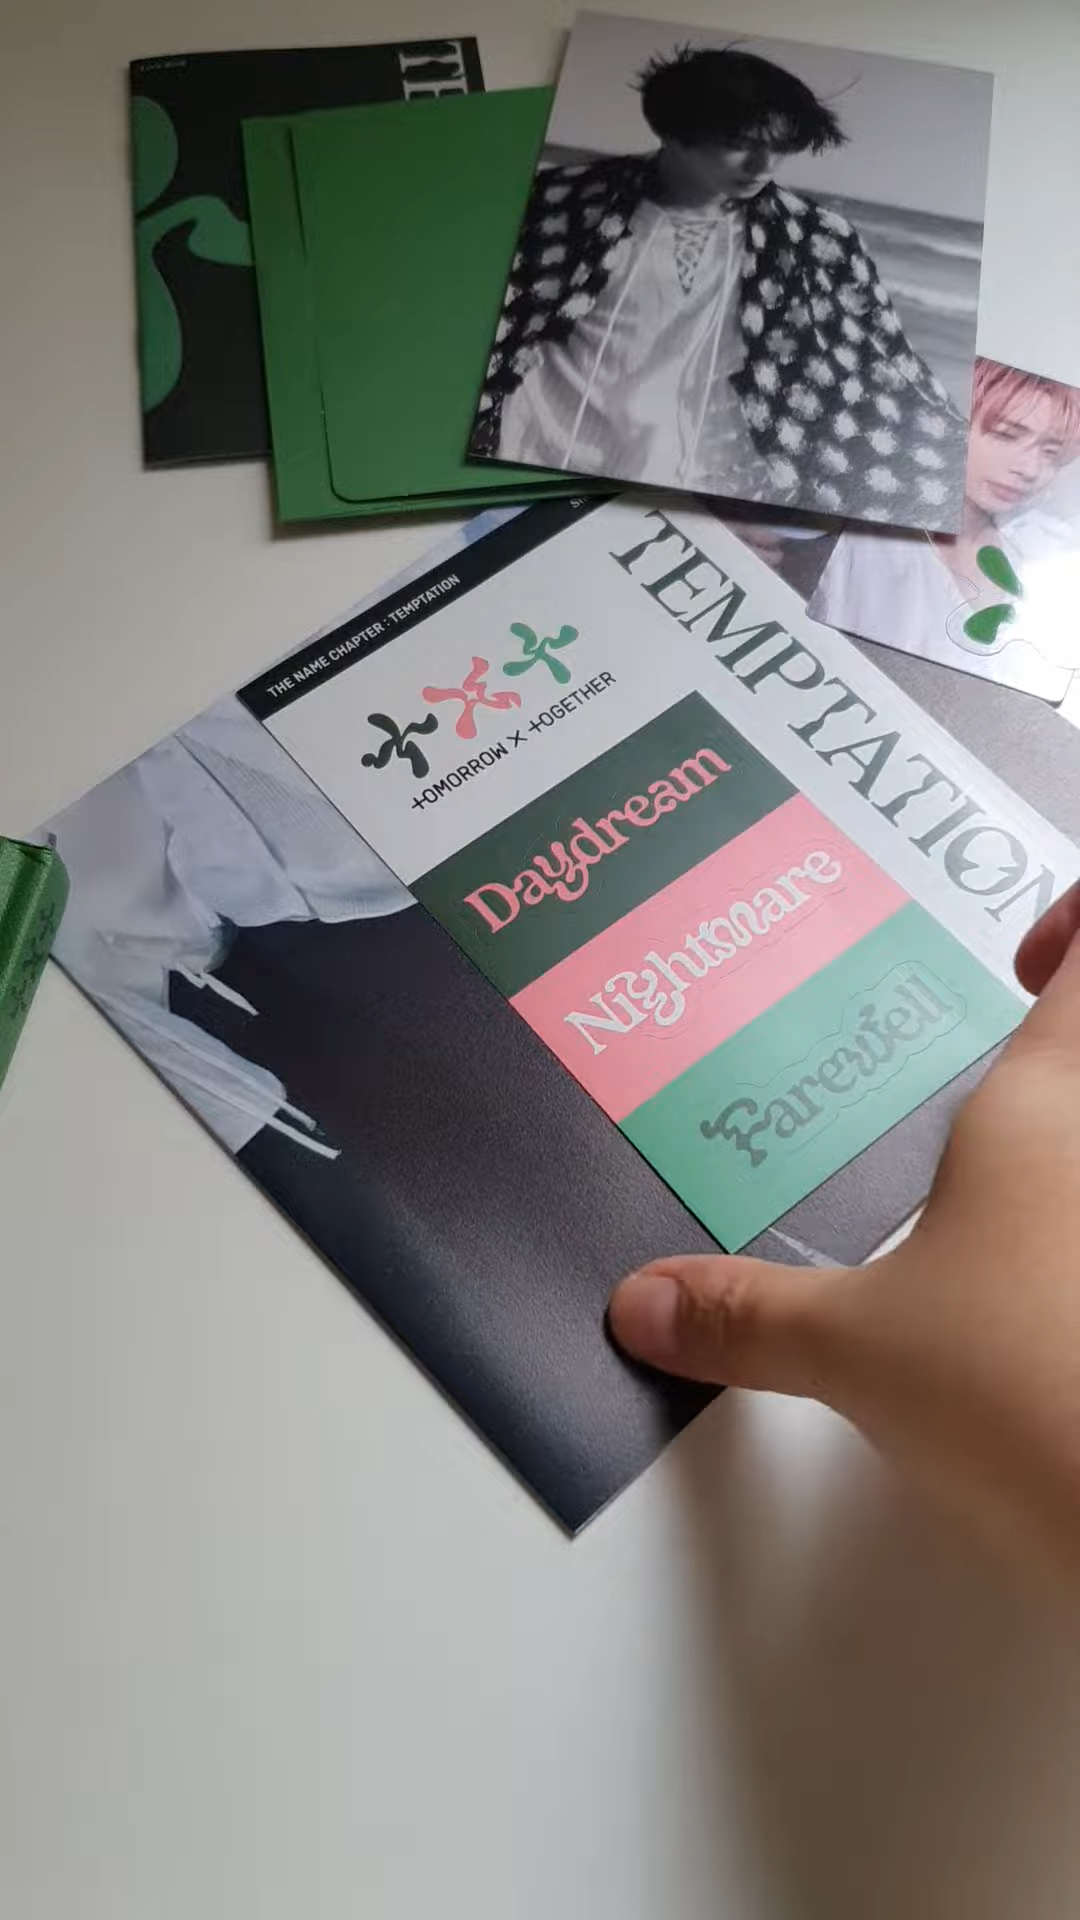 THE NAME CHAPTER : TEMPTATION
TOMORROW X TOGETHER
TEMPTATION
Daydream
Nightmare
Farewell